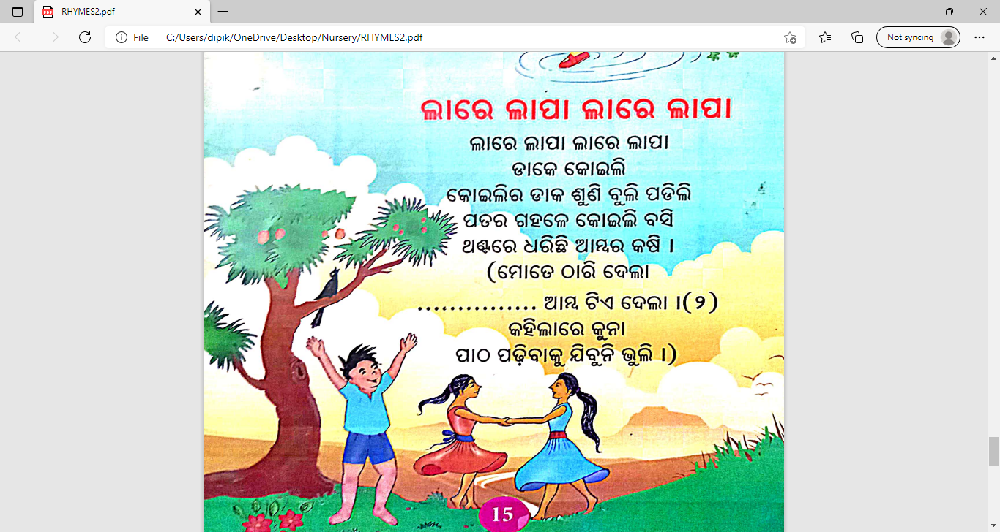 RHYMES2.pdf
File
C:/Users/dipik/OneDrive/Desktop/Nursery/RHYMES2.pdf
Not syncing
ଲାରେ ଲାପା ଲାରେ ଲାପା
ଲାରେ ଲାପା ଲାରେ ଲାପା
ଡାକେ କୋଇଲି
କୋଇଲିର ଡାକ ଶୁଣି ବୁଲି ପଡିଲି
ପତର ଗହଳେ କୋଇଲି ବସି
ଥଣ୍ଟରେ ଧରିଛି ଆମ୍ଭର କଷି ।
(ମୋତେ ଠାରି ଦେଲା
............... ଆମ୍ଭ ଟିଏ ଦେଲା ।(୨)
କହିଲାରେ କୁନା
ପାଠ ପଢ଼ିବାକୁ ଯିବୁନି ଭୁଲି ।)
15